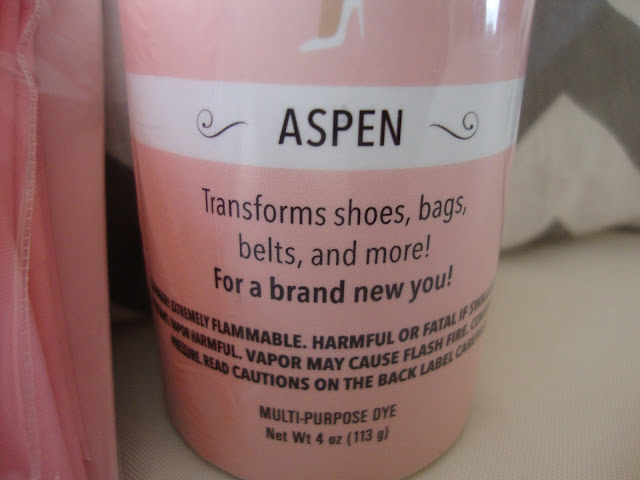 ASPEN
Transforms shoes, bags,
belts, and more!
For a brand new you!
EXTREMELY FLAMMABLE. HARMFUL OR FATAL IF
VAPOR HARMFUL. VAPOR MAY CAUSE FLASH FIRE.
PRESSURE. READ CAUTIONS ON THE BACK LABEL
MULTI-PURPOSE DYE
Net Wt 4 oz (113 g)